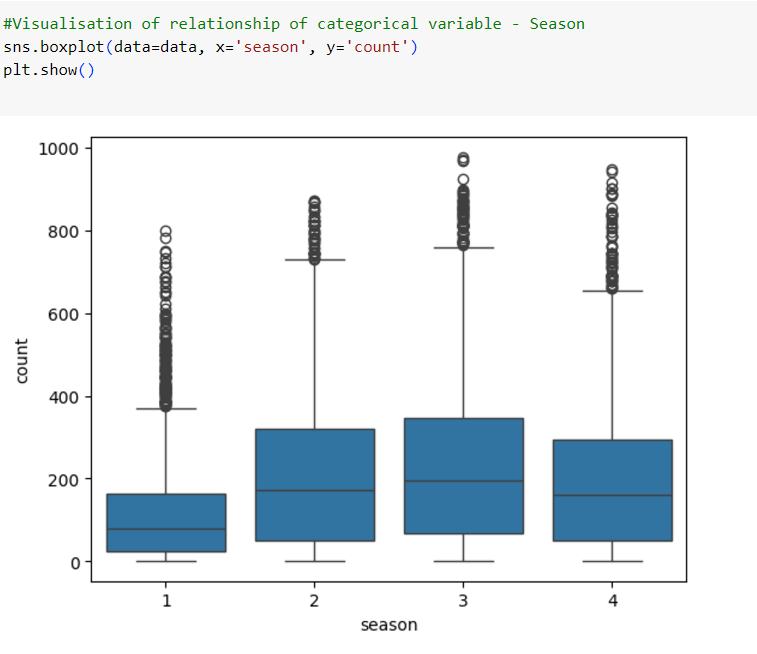 #Visualisation of relationship of categorical variable - Season
sns.boxplot(data=data, x='season', y='count')
plt.show()
1000
800
600
400
200
0
count
1 2 3 4
season